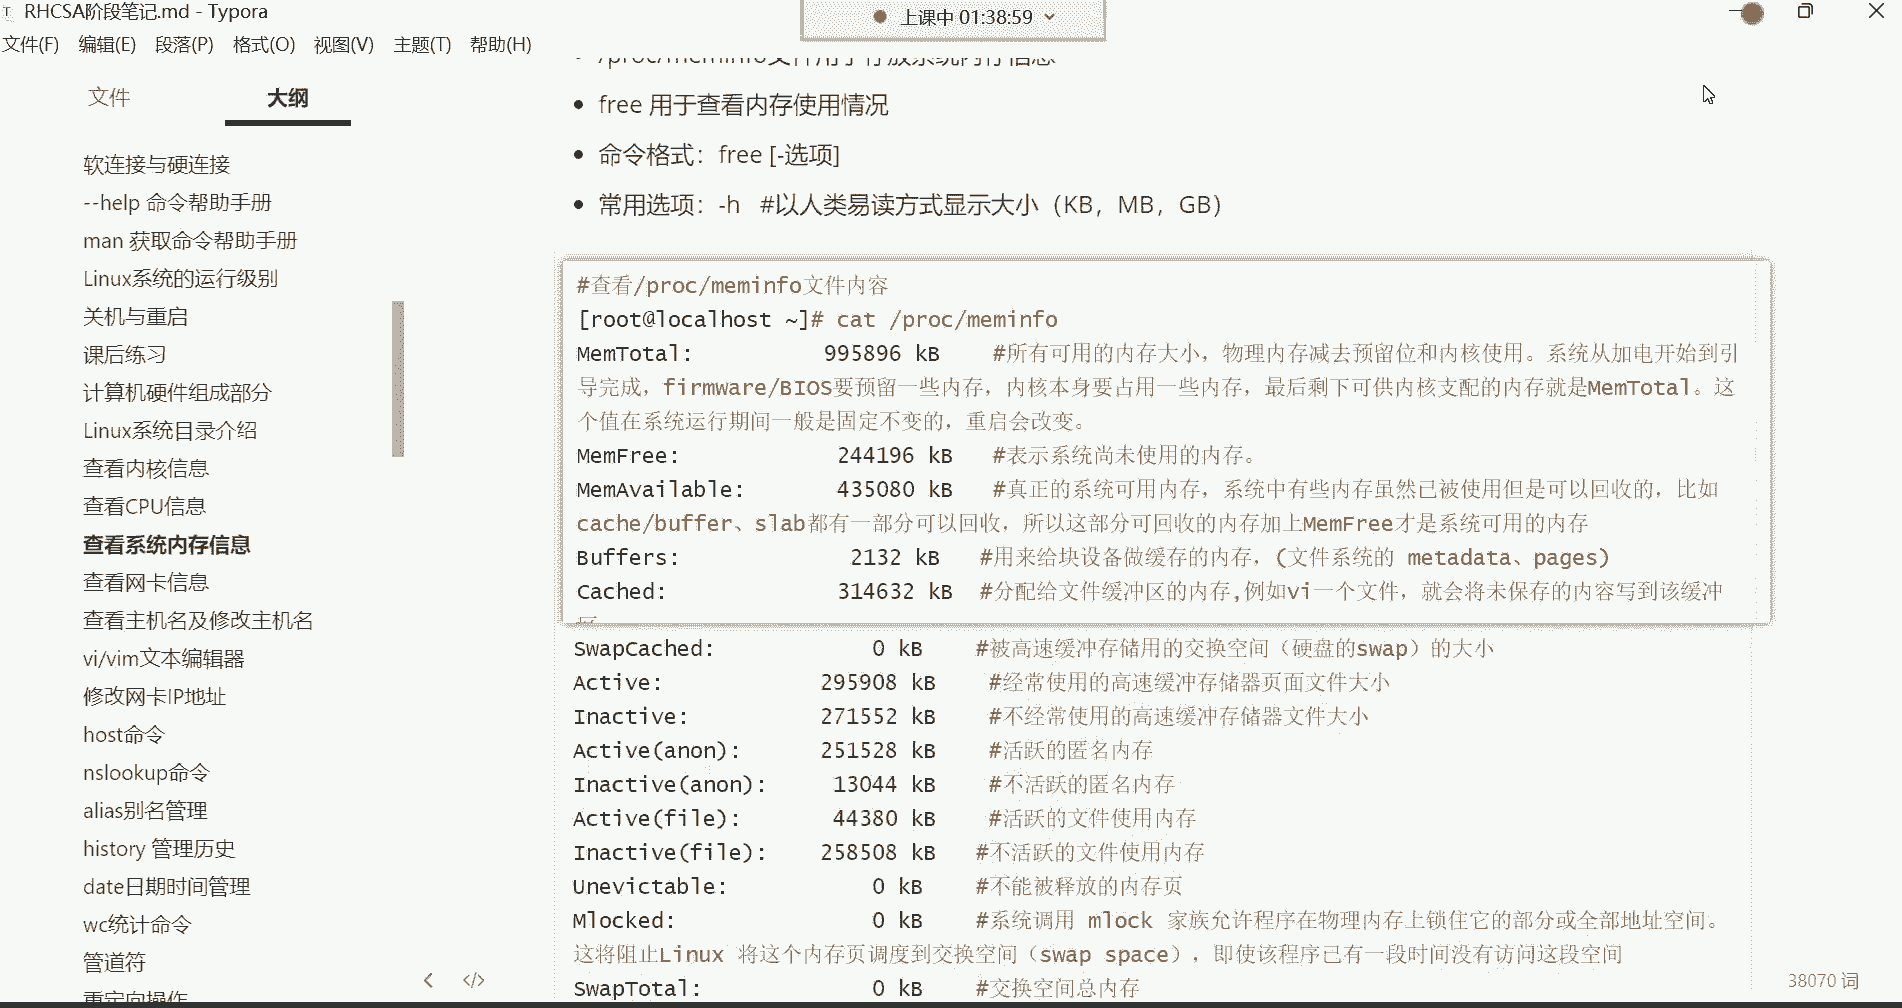 RHCSA阶段笔记.md - Typora
上课中 01:38:59
文件(F) 编辑(E) 段落(P) 格式(O) 视图(V) 主题(T) 帮助(H)
文件 大纲
软连接与硬连接
--help 命令帮助手册
man 获取命令帮助手册
Linux系统的运行级别
关机与重启
课后练习
计算机硬件组成部分
Linux系统目录介绍
查看内核信息
查看CPU信息
查看系统内存信息
查看网卡信息
查看主机名及修改主机名
vi/vim文本编辑器
修改网卡IP地址
host命令
nslookup命令
alias别名管理
history 管理历史
date日期时间管理
wc统计命令
管道符
重定向操作
/proc/meminfo文件用于存放系统内存信息
free 用于查看内存使用情况
命令格式：free [-选项]
常用选项：-h #以人类易读方式显示大小（KB，MB，GB）
#查看/proc/meminfo文件内容
[root@localhost ~]# cat /proc/meminfo
MemTotal: 995896 kB #所有可用的内存大小，物理内存减去预留位和内核使用。系统从加电开始到引
导完成，firmware/BIOS要预留一些内存，内核本身要占用一些内存，最后剩下可供内核支配的内存就是MemTotal。这
个值在系统运行期间一般是固定不变的，重启会改变。
MemFree: 244196 kB #表示系统尚未使用的内存。
MemAvailable: 435080 kB #真正的系统可用内存，系统中有些内存虽然已被使用但是可以回收的，比如
cache/buffer、slab都有一部分可以回收，所以这部分可回收的内存加上MemFree才是系统可用的内存
Buffers: 2132 kB #用来给块设备做缓存的内存，(文件系统的 metadata、pages)
Cached: 314632 kB #分配给文件缓冲区的内存,例如vi一个文件，就会将未保存的内容写到该缓冲
SwapCached: 0 kB #被高速缓冲存储用的交换空间（硬盘的swap）的大小
Active: 295908 kB #经常使用的高速缓冲存储器页面文件大小
Inactive: 271552 kB #不经常使用的高速缓冲存储器文件大小
Active(anon): 251528 kB #活跃的匿名内存
Inactive(anon): 13044 kB #不活跃的匿名内存
Active(file): 44380 kB #活跃的文件使用内存
Inactive(file): 258508 kB #不活跃的文件使用内存
Unevictable: 0 kB #不能被释放的内存页
Mlocked: 0 kB #系统调用 mlock 家族允许程序在物理内存上锁住它的部分或全部地址空间。
这将阻止Linux 将这个内存页调度到交换空间（swap space），即使该程序已有一段时间没有访问这段空间
SwapTotal: 0 kB #交换空间总内存
38070 词